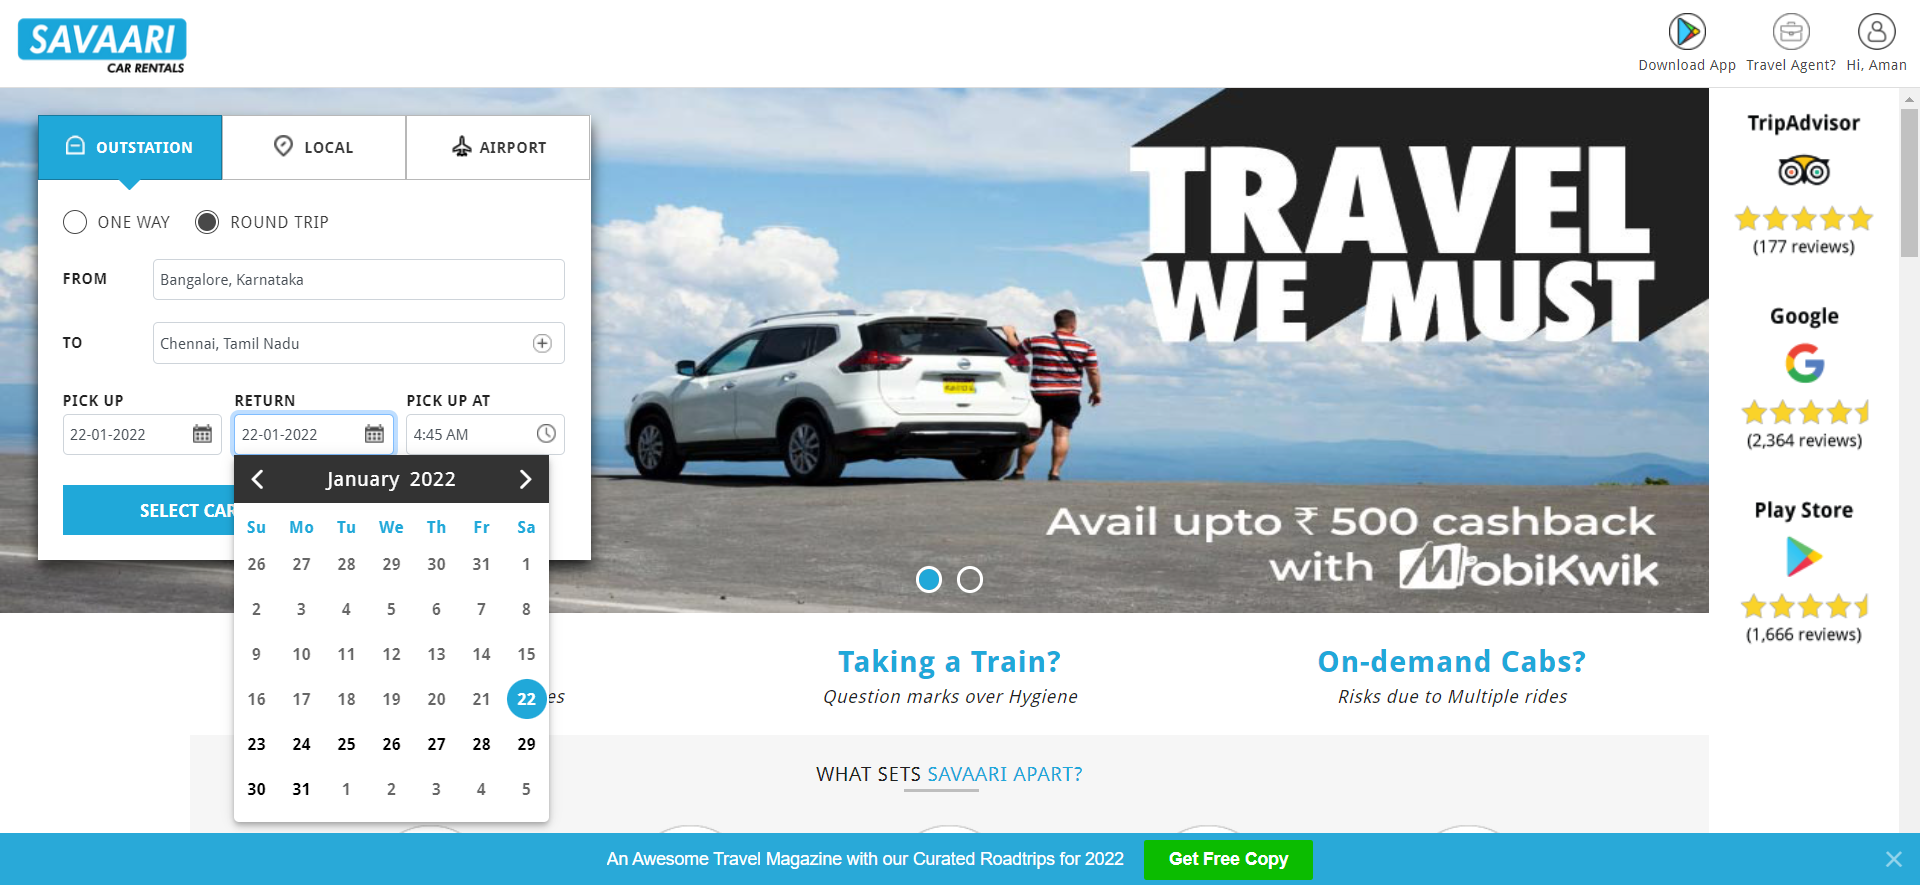 SAVAARI
CAR RENTALS
Download App
Travel Agent?
Hi, Aman
OUTSTATION
LOCAL
AIRPORT
ONE WAY
ROUND TRIP
FROM
Bangalore, Karnataka
TO
Chennai, Tamil Nadu
PICK UP
RETURN
PICK UP AT
22-01-2022
22-01-2022
4:45 AM
SELECT CAR
January 2022
Su Mo Tu We Th Fr Sa
26 27 28 29 30 31 1
2 3 4 5 6 7 8
9 10 11 12 13 14 15
16 17 18 19 20 21 22
23 24 25 26 27 28 29
30 31 1 2 3 4 5
TRAVEL
WE MUST
Avail upto ₹ 500 cashback
with MobiKwik
TripAdvisor
(177 reviews)
Google
(2,364 reviews)
Play Store
(1,666 reviews)
es
Taking a Train?
Question marks over Hygiene
On-demand Cabs?
Risks due to Multiple rides
WHAT SETS SAVAARI APART?
An Awesome Travel Magazine with our Curated Roadtrips for 2022
Get Free Copy